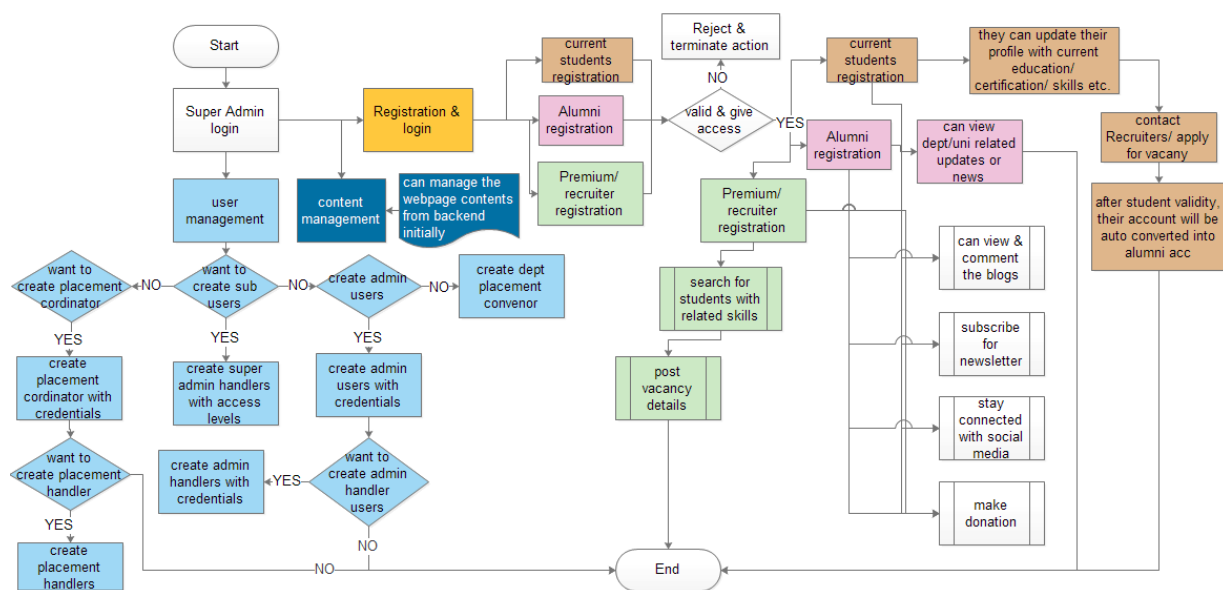 Start
Super Admin
login
Registration &
login
current
students
registration
Alumni
registration
Premium/
recruiter
registration
Reject &
terminate action
NO
valid & give
access
YES
current
students
registration
they can update their
profile with current
education/
certification/ skills etc.
Alumni
registration
can view
dept/uni related
updates or
news
contact
Recruiters/ apply
for vacany
Premium/
recruiter
registration
after student validity,
their account will be
auto converted into
alumni acc
user
management
content
management
can manage the
webpage contents
from backend
initially
want to
create placement
cordinator
NO
want to
create sub
users
NO
create admin
users
NO
create dept
placement
convenor
search for
students with
related skills
can view &
comment
the blogs
YES
YES
YES
create
placement
cordinator with
credentials
create super
admin handlers
with access
levels
create admin
users with
credentials
post
vacancy
details
subscribe
for
newsletter
want to
create placement
handler
create admin
handlers with
credentials
YES
want to
create admin
handler
users
stay
connected
with social
media
YES
NO
make
donation
create
placement
handlers
NO
End